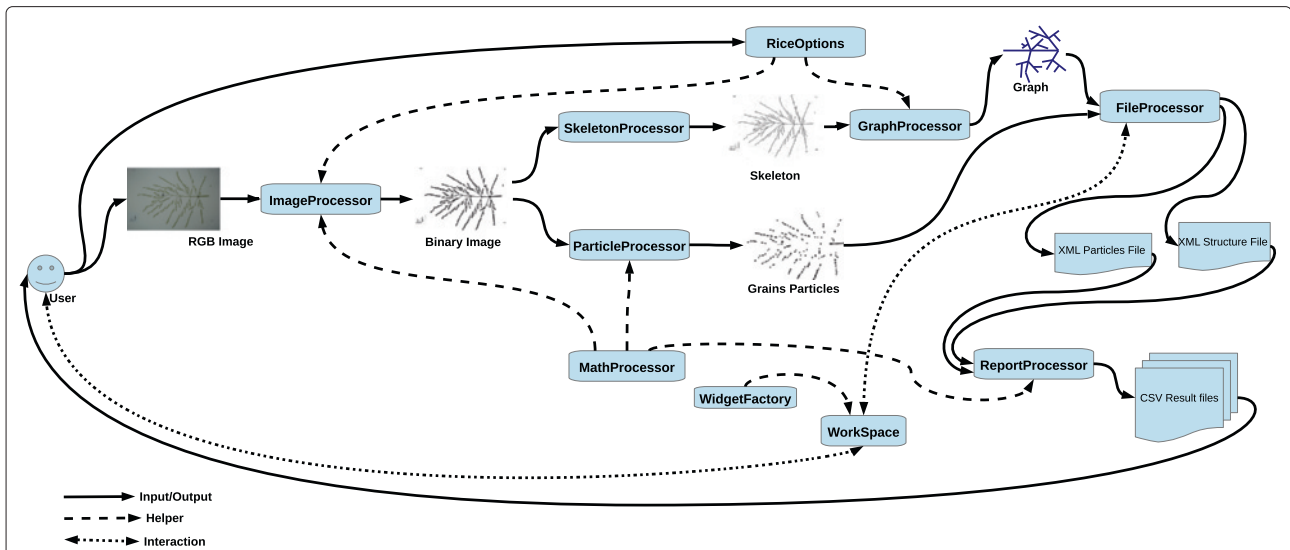 RiceOptions
Graph
FileProcessor
SkeletonProcessor
GraphProcessor
Skeleton
ImageProcessor
RGB Image
Binary Image
ParticleProcessor
Grains Particles
XML Particles File
XML Structure File
User
MathProcessor
ReportProcessor
WidgetFactory
CSV Result files
WorkSpace
Input/Output
Helper
Interaction